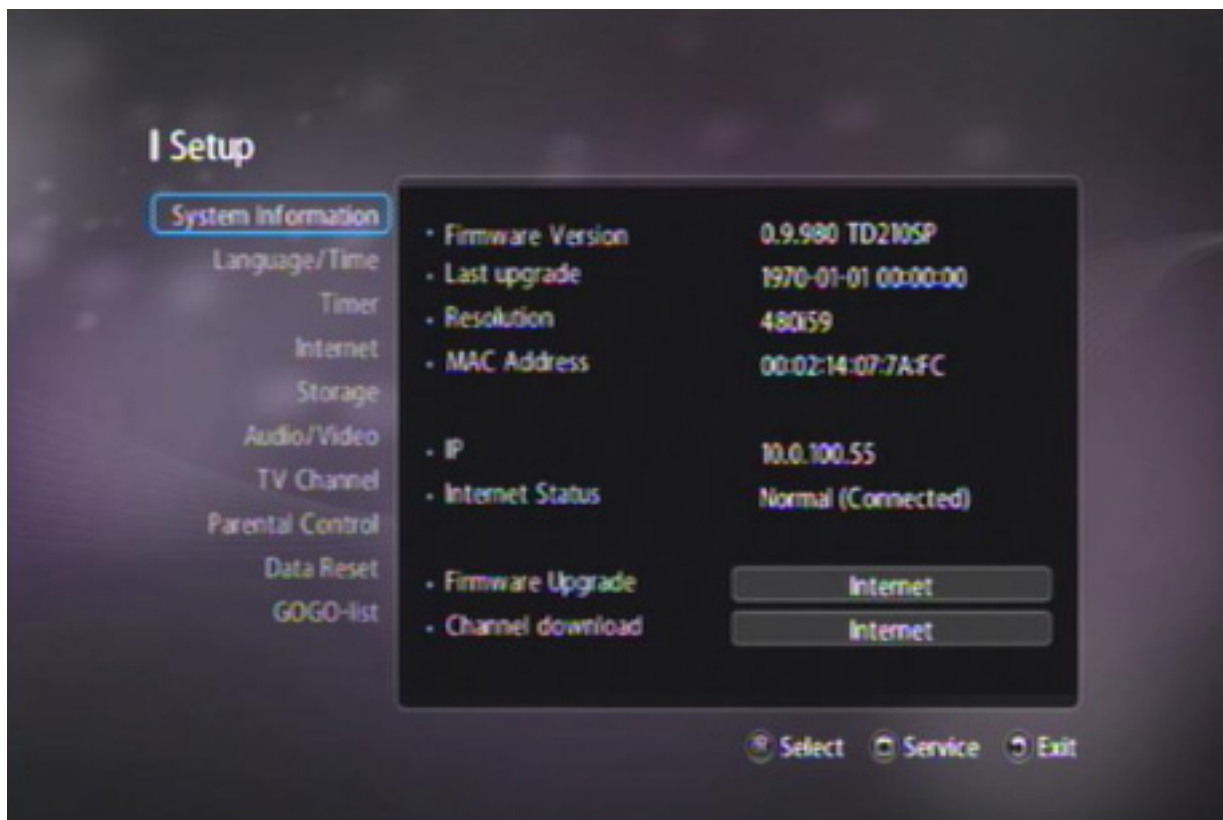 Setup
System Information
Language/Time
Timer
Internet
Storage
Audio/Video
TV Channel
Parental Control
Data Reset
GOGO-list
• Firmware Version 0.9.980 TD210SP
• Last upgrade 1970-01-01 00:00:00
• Resolution 480i59
• MAC Address 00:02:14:07:7A:FC
• IP 10.0.100.55
• Internet Status Normal (Connected)
• Firmware Upgrade Internet
• Channel download Internet
Select Service Exit